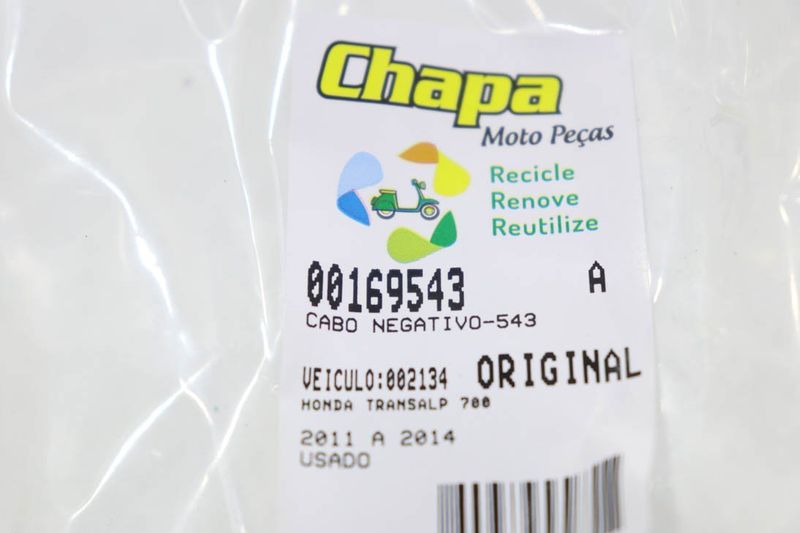 Chapa
Moto Peças
Recicle
Renove
Reutilize
00169543 A
CABO NEGATIVO-543
VEICULO:002134 ORIGINAL
HONDA TRANSALP 700
2011 A 2014
USADO